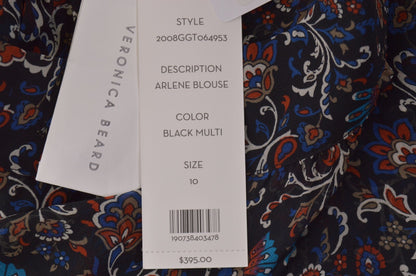 VERONICA BEARD
STYLE
2008GGT064953
DESCRIPTION
ARLENE BLOUSE
COLOR
BLACK MULTI
SIZE
10
190738403478
$395.00